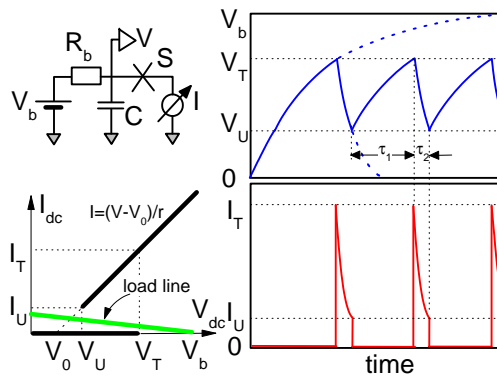 V
S
R_b
V_b
C
I
V_b
V_T
V_U
0
τ_1
τ_2
I_dc
I=(V-V_0)/r
I_T
load line
I_U
V_dc
V_0
V_U
V_T
V_b
I_T
I_U
0
time